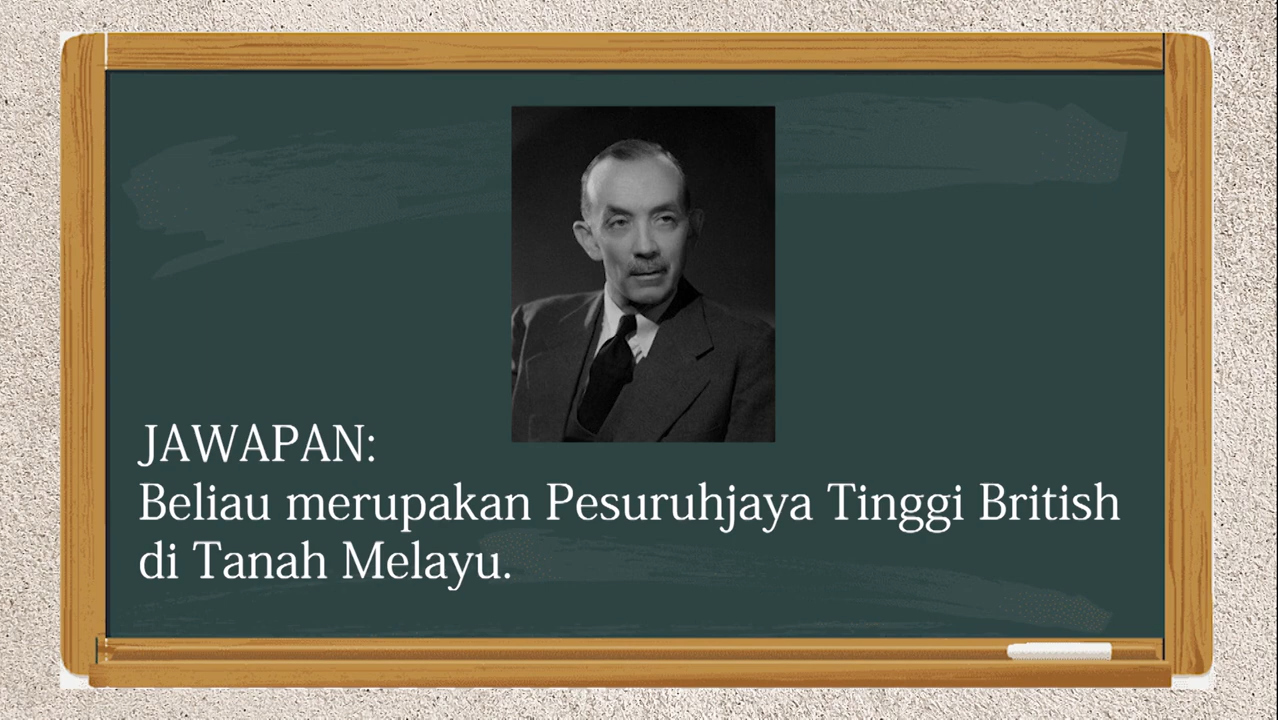 JAWAPAN:
Beliau merupakan Pesuruhjaya Tinggi British
di Tanah Melayu.